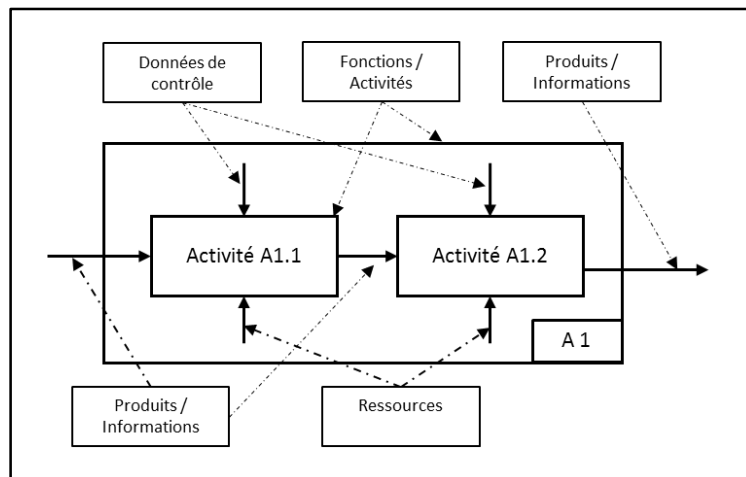 Données de
contrôle
Fonctions /
Activités
Produits /
Informations
Activité A1.1
Activité A1.2
A 1
Produits /
Informations
Ressources